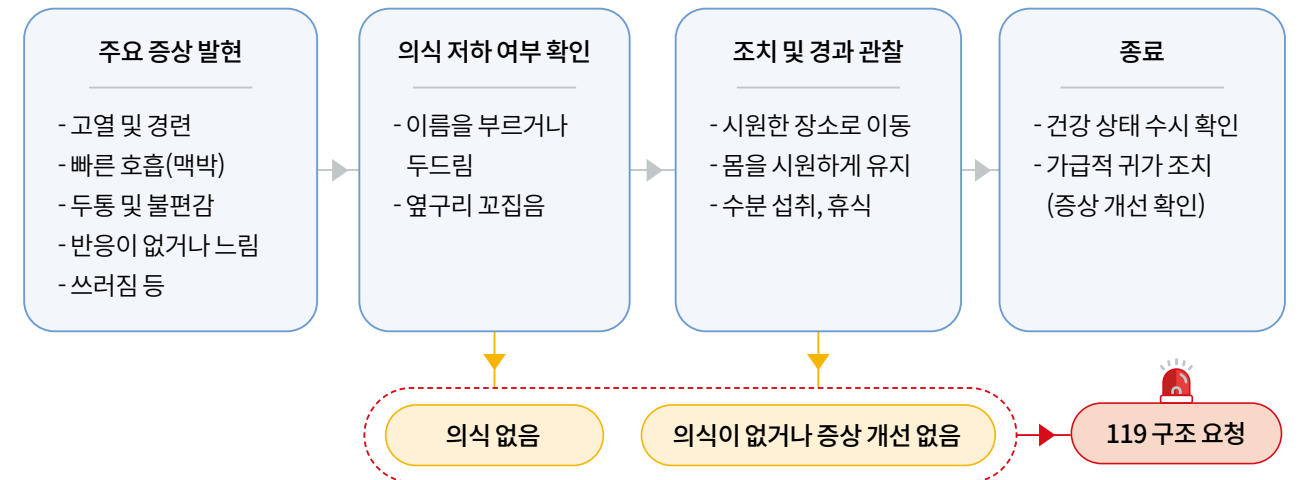 주요 증상 발현
- 고열 및 경련
- 빠른 호흡(맥박)
- 두통 및 불편감
- 반응이 없거나 느림
- 쓰러짐 등
의식 저하 여부 확인
- 이름을 부르거나
두드림
- 옆구리 꼬집음
조치 및 경과 관찰
- 시원한 장소로 이동
- 몸을 시원하게 유지
- 수분 섭취, 휴식
종료
- 건강 상태 수시 확인
- 가급적 귀가 조치
(증상 개선 확인)
의식 없음
의식이 없거나 증상 개선 없음
119 구조 요청